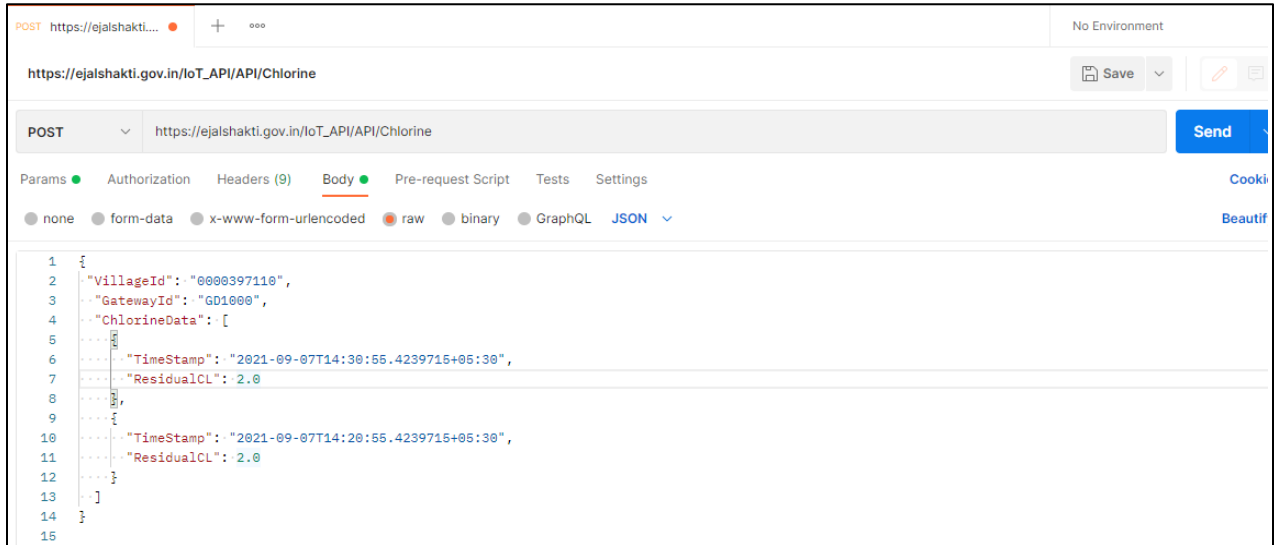 POST https://ejalshakti.... + ooo No Environment
https://ejalshakti.gov.in/IoT_API/API/Chlorine Save
POST https://ejalshakti.gov.in/IoT_API/API/Chlorine Send
Params Authorization Headers (9) Body Pre-request Script Tests Settings Cooki
none form-data x-www-form-urlencoded raw binary GraphQL JSON Beautif
1 {
2 "VillageId": "0000397110",
3 "GatewayId": "GD1000",
4 "ChlorineData": [
5 {
6 "TimeStamp": "2021-09-07T14:30:55.4239715+05:30",
7 "ResidualCL": 2.0
8 },
9 {
10 "TimeStamp": "2021-09-07T14:20:55.4239715+05:30",
11 "ResidualCL": 2.0
12 }
13 ]
14 }
15